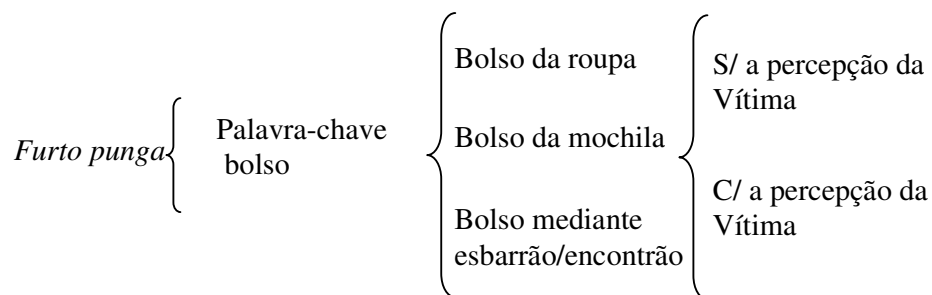 Furto punga
Palavra-chave
bolso
Bolso da roupa
Bolso da mochila
Bolso mediante
esbarrão/encontrão
S/ a percepção da
Vítima
C/ a percepção da
Vítima